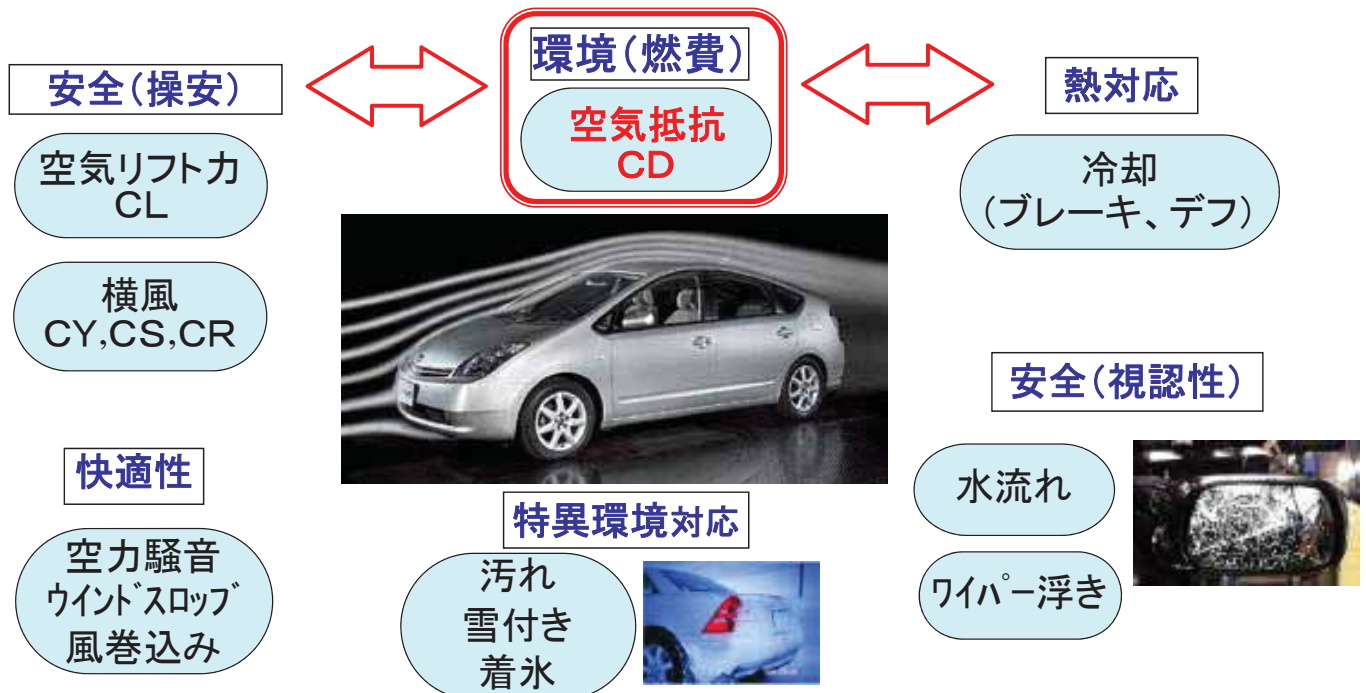 安全(操安)
空気リフト力
CL
横風
CY,CS,CR
快適性
空力騒音
ウインドスロッブ
風巻込み
環境(燃費)
空気抵抗
CD
特異環境対応
汚れ
雪付き
着氷
熱対応
冷却
(ブレーキ、デフ)
安全(視認性)
水流れ
ワイパー浮き